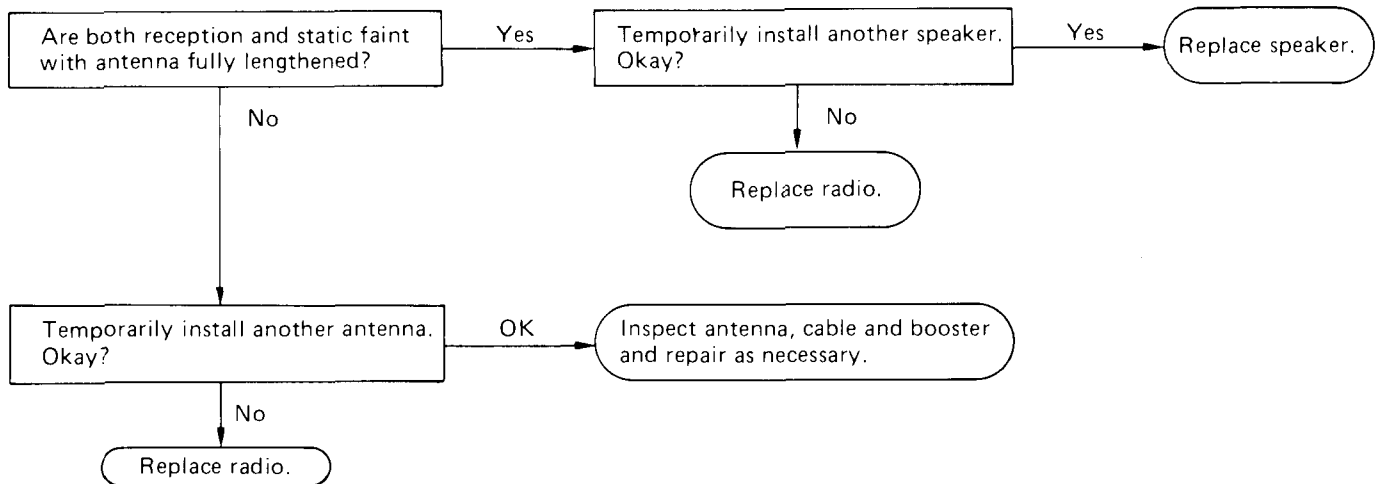 Are both reception and static faint
with antenna fully lengthened?
Yes
Temporarily install another speaker.
Okay?
Yes
Replace speaker.
No
No
Replace radio.
Temporarily install another antenna.
Okay?
OK
Inspect antenna, cable and booster
and repair as necessary.
No
Replace radio.